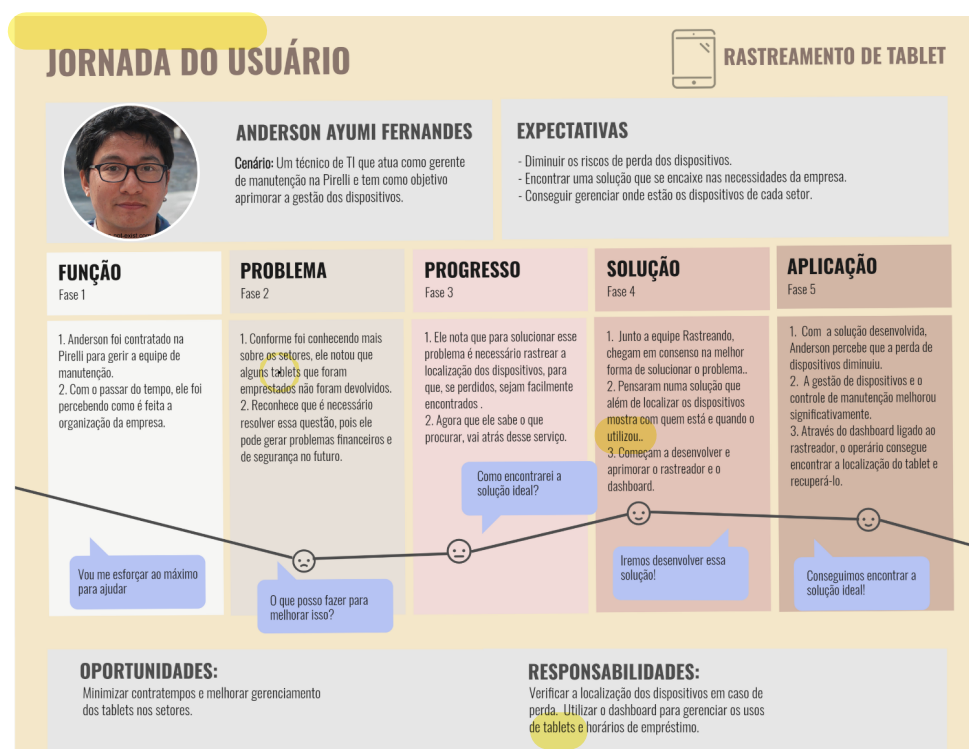 JORNADA DO USUÁRIO
RASTREAMENTO DE TABLET
ANDERSON AYUMI FERNANDES
Cenário: Um técnico de TI que atua como gerente
de manutenção na Pirelli e tem como objetivo
aprimorar a gestão dos dispositivos.
EXPECTATIVAS
- Diminuir os riscos de perda dos dispositivos.
- Encontrar uma solução que se encaixe nas necessidades da empresa.
- Conseguir gerenciar onde estão os dispositivos de cada setor.
FUNÇÃO
Fase 1
1. Anderson foi contratado na
Pirelli para gerir a equipe de
manutenção.
2. Com o passar do tempo, ele foi
percebendo como é feita a
organização da empresa.
Vou me esforçar ao máximo
para ajudar
PROBLEMA
Fase 2
1. Conforme foi conhecendo mais
sobre os setores, ele notou que
alguns tablets que foram
emprestados não foram devolvidos.
2. Reconhece que é necessário
resolver essa questão, pois ele
pode gerar problemas financeiros e
de segurança no futuro.
O que posso fazer para
melhorar isso?
PROGRESSO
Fase 3
1. Ele nota que para solucionar esse
problema é necessário rastrear a
localização dos dispositivos, para
que, se perdidos, sejam facilmente
encontrados .
2. Agora que ele sabe o que
procurar, vai atrás desse serviço.
Como encontrarei a
solução ideal?
SOLUÇÃO
Fase 4
1. Junto a equipe Rastreando,
chegam em consenso na melhor
forma de solucionar o problema..
2. Pensaram numa solução que
além de localizar os dispositivos
mostra com quem está e quando o
utilizou..
3. Começam a desenvolver e
aprimorar o rastreador e o
dashboard.
Iremos desenvolver essa
solução!
APLICAÇÃO
Fase 5
1. Com a solução desenvolvida,
Anderson percebe que a perda de
dispositivos diminuiu.
2. A gestão de dispositivos e o
controle de manutenção melhorou
significativamente.
3. Através do dashboard ligado ao
rastreador, o operário consegue
encontrar a localização do tablet e
recuperá-lo.
Conseguimos encontrar a
solução ideal!
OPORTUNIDADES:
Minimizar contratempos e melhorar gerenciamento
dos tablets nos setores.
RESPONSABILIDADES:
Verificar a localização dos dispositivos em caso de
perda. Utilizar o dashboard para gerenciar os usos
de tablets e horários de empréstimo.